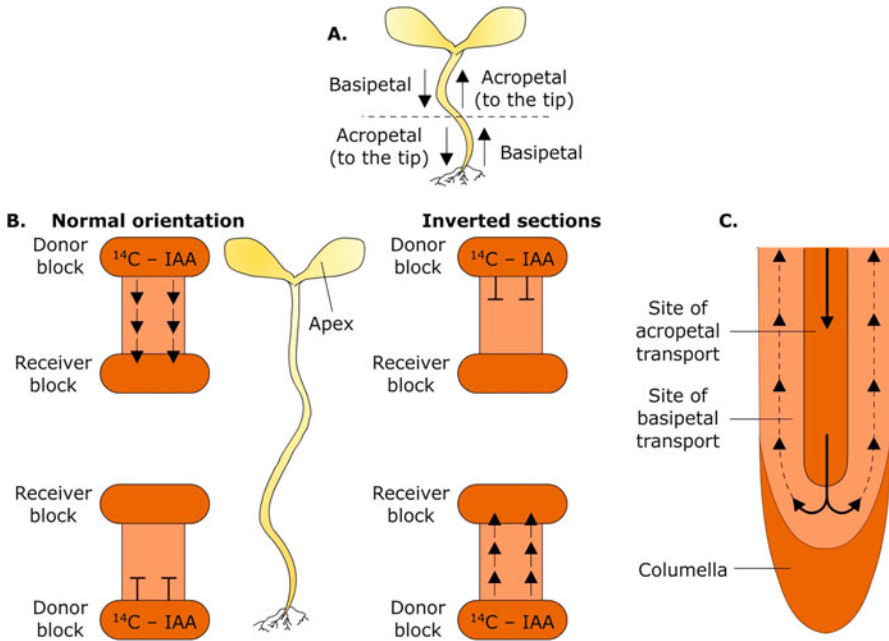 A.
Basipetal
Acropetal
(to the tip)
Acropetal
(to the tip)
Basipetal
B.
Normal orientation
Donor
block
¹⁴C – IAA
Apex
Receiver
block
Receiver
block
Donor
block
¹⁴C – IAA
Inverted sections
Donor
block
¹⁴C – IAA
Receiver
block
Receiver
block
Donor
block
¹⁴C – IAA
C.
Site of
acropetal
transport
Site of
basipetal
transport
Columella